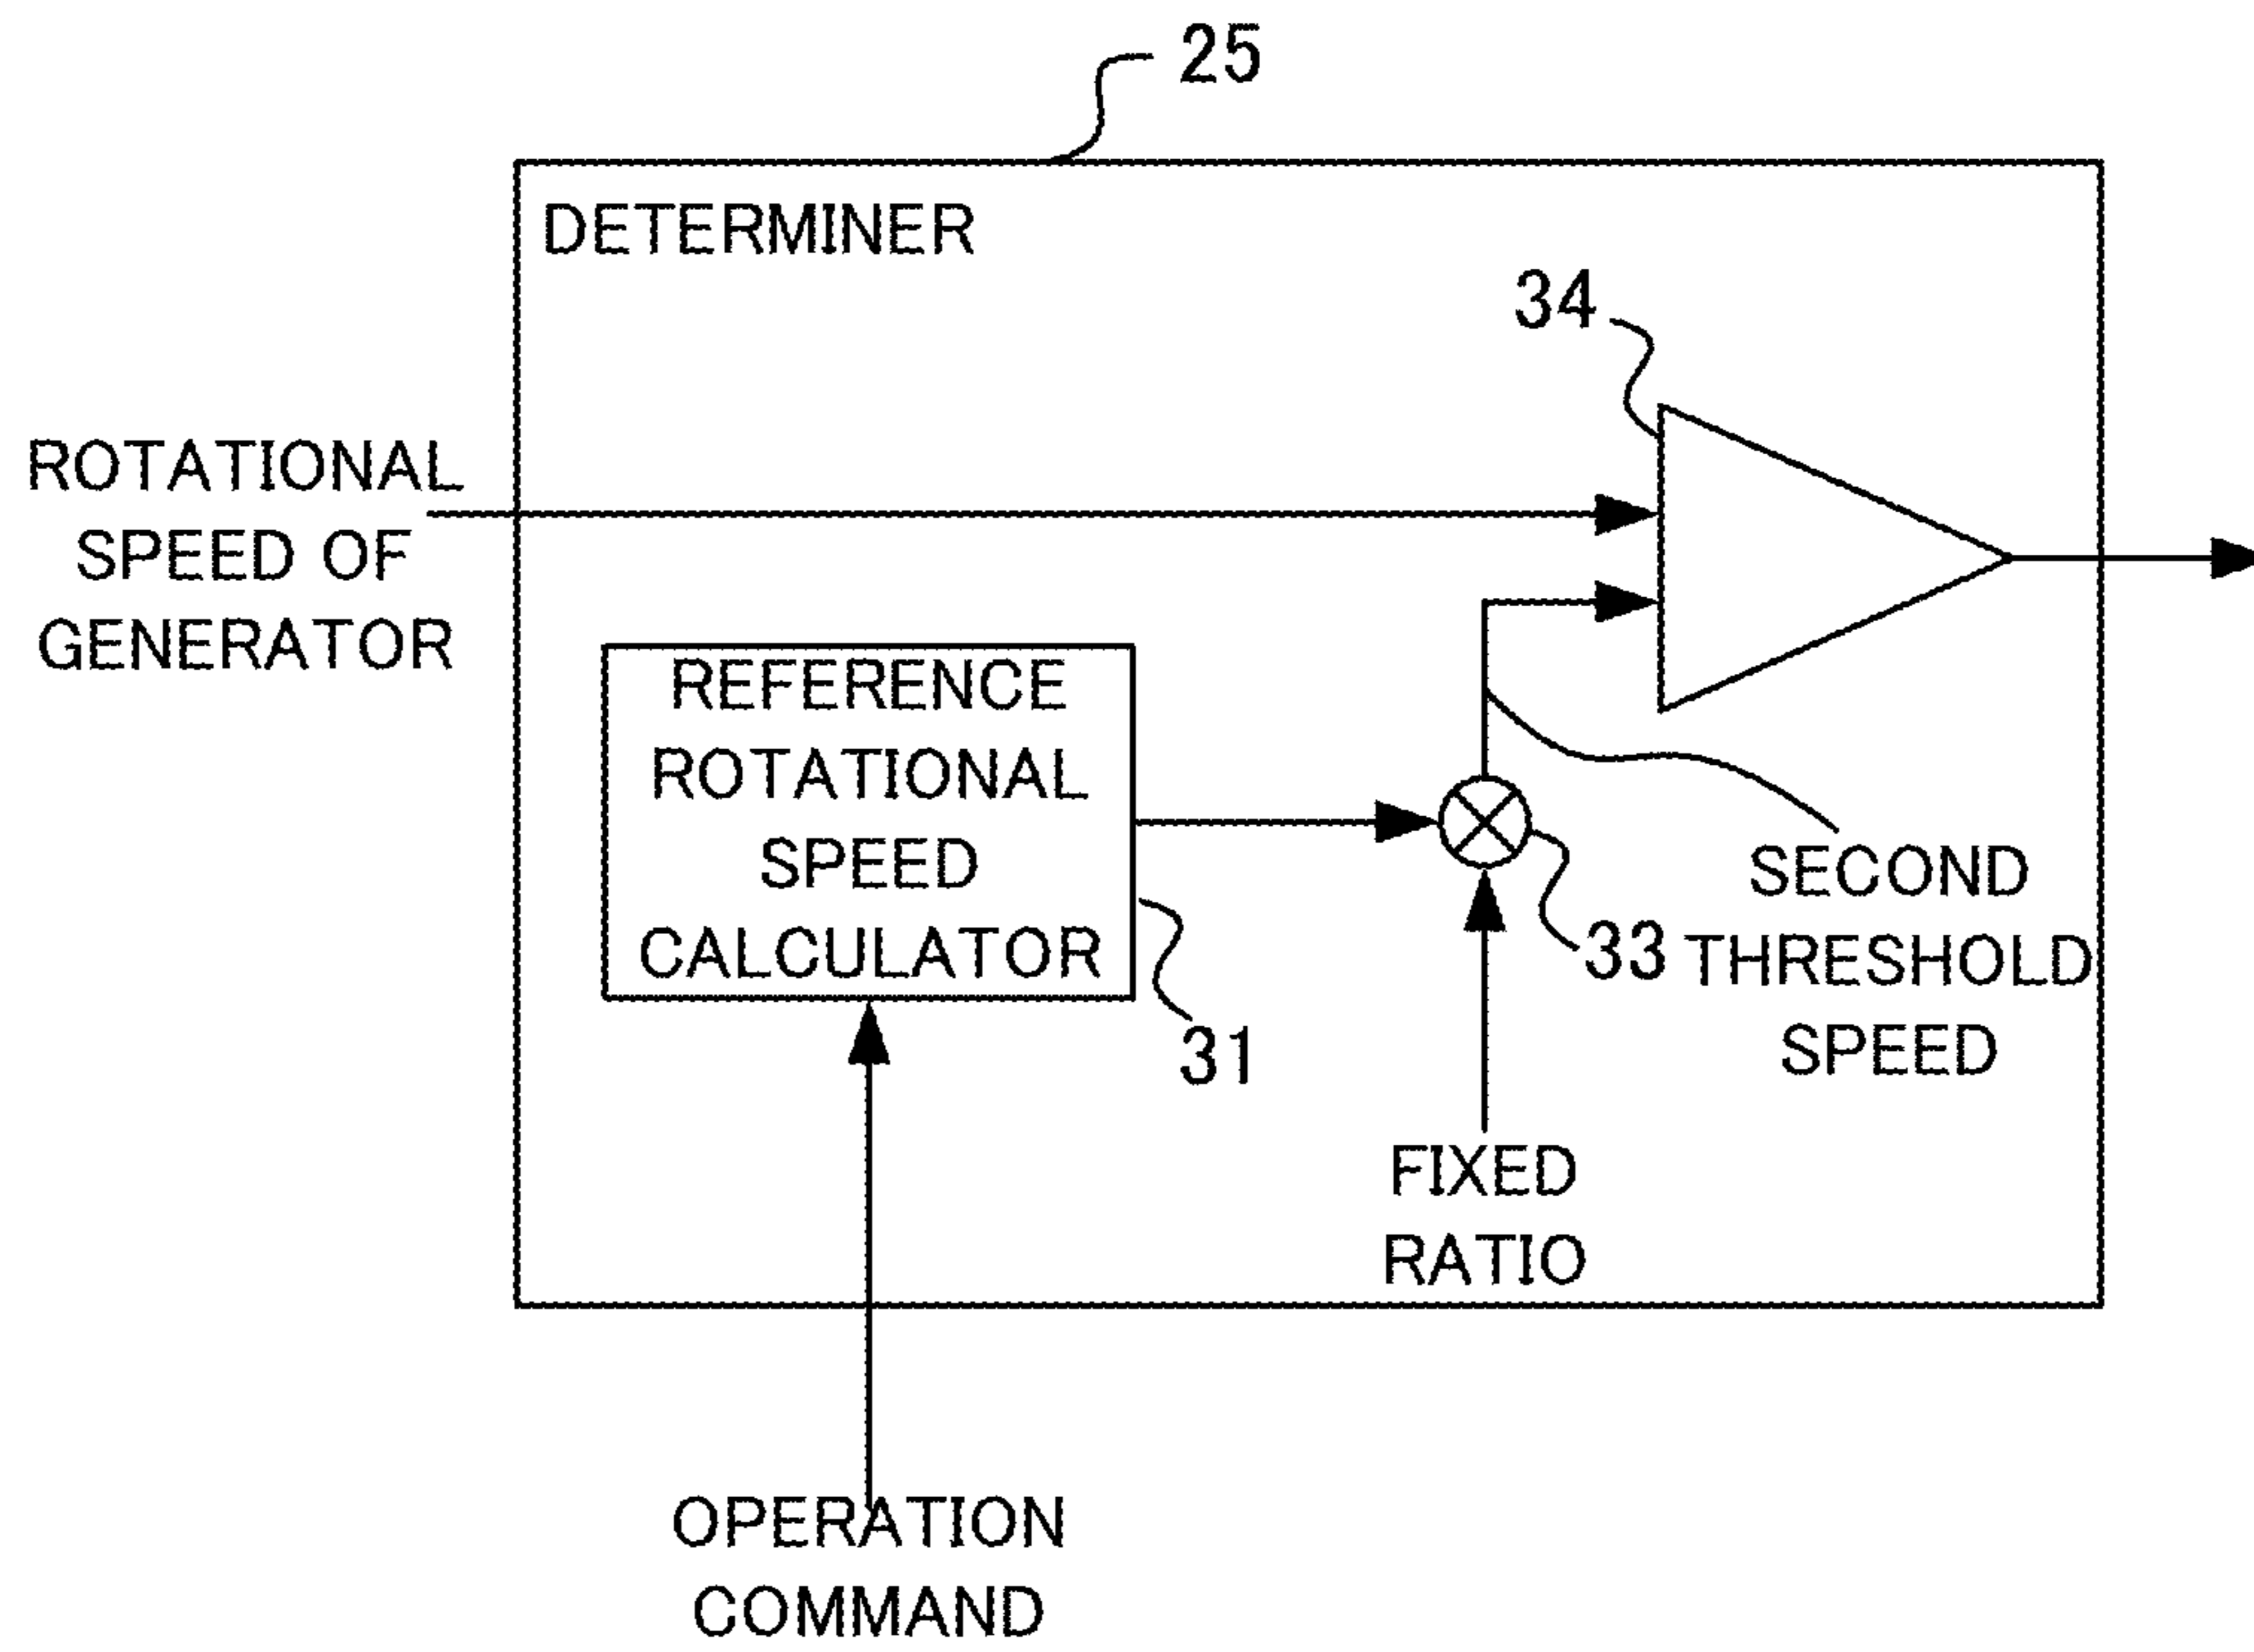 25
DETERMINER
34
ROTATIONAL
SPEED OF
GENERATOR
REFERENCE
ROTATIONAL
SPEED
CALCULATOR
31
33
SECOND
THRESHOLD
SPEED
FIXED
RATIO
OPERATION
COMMAND